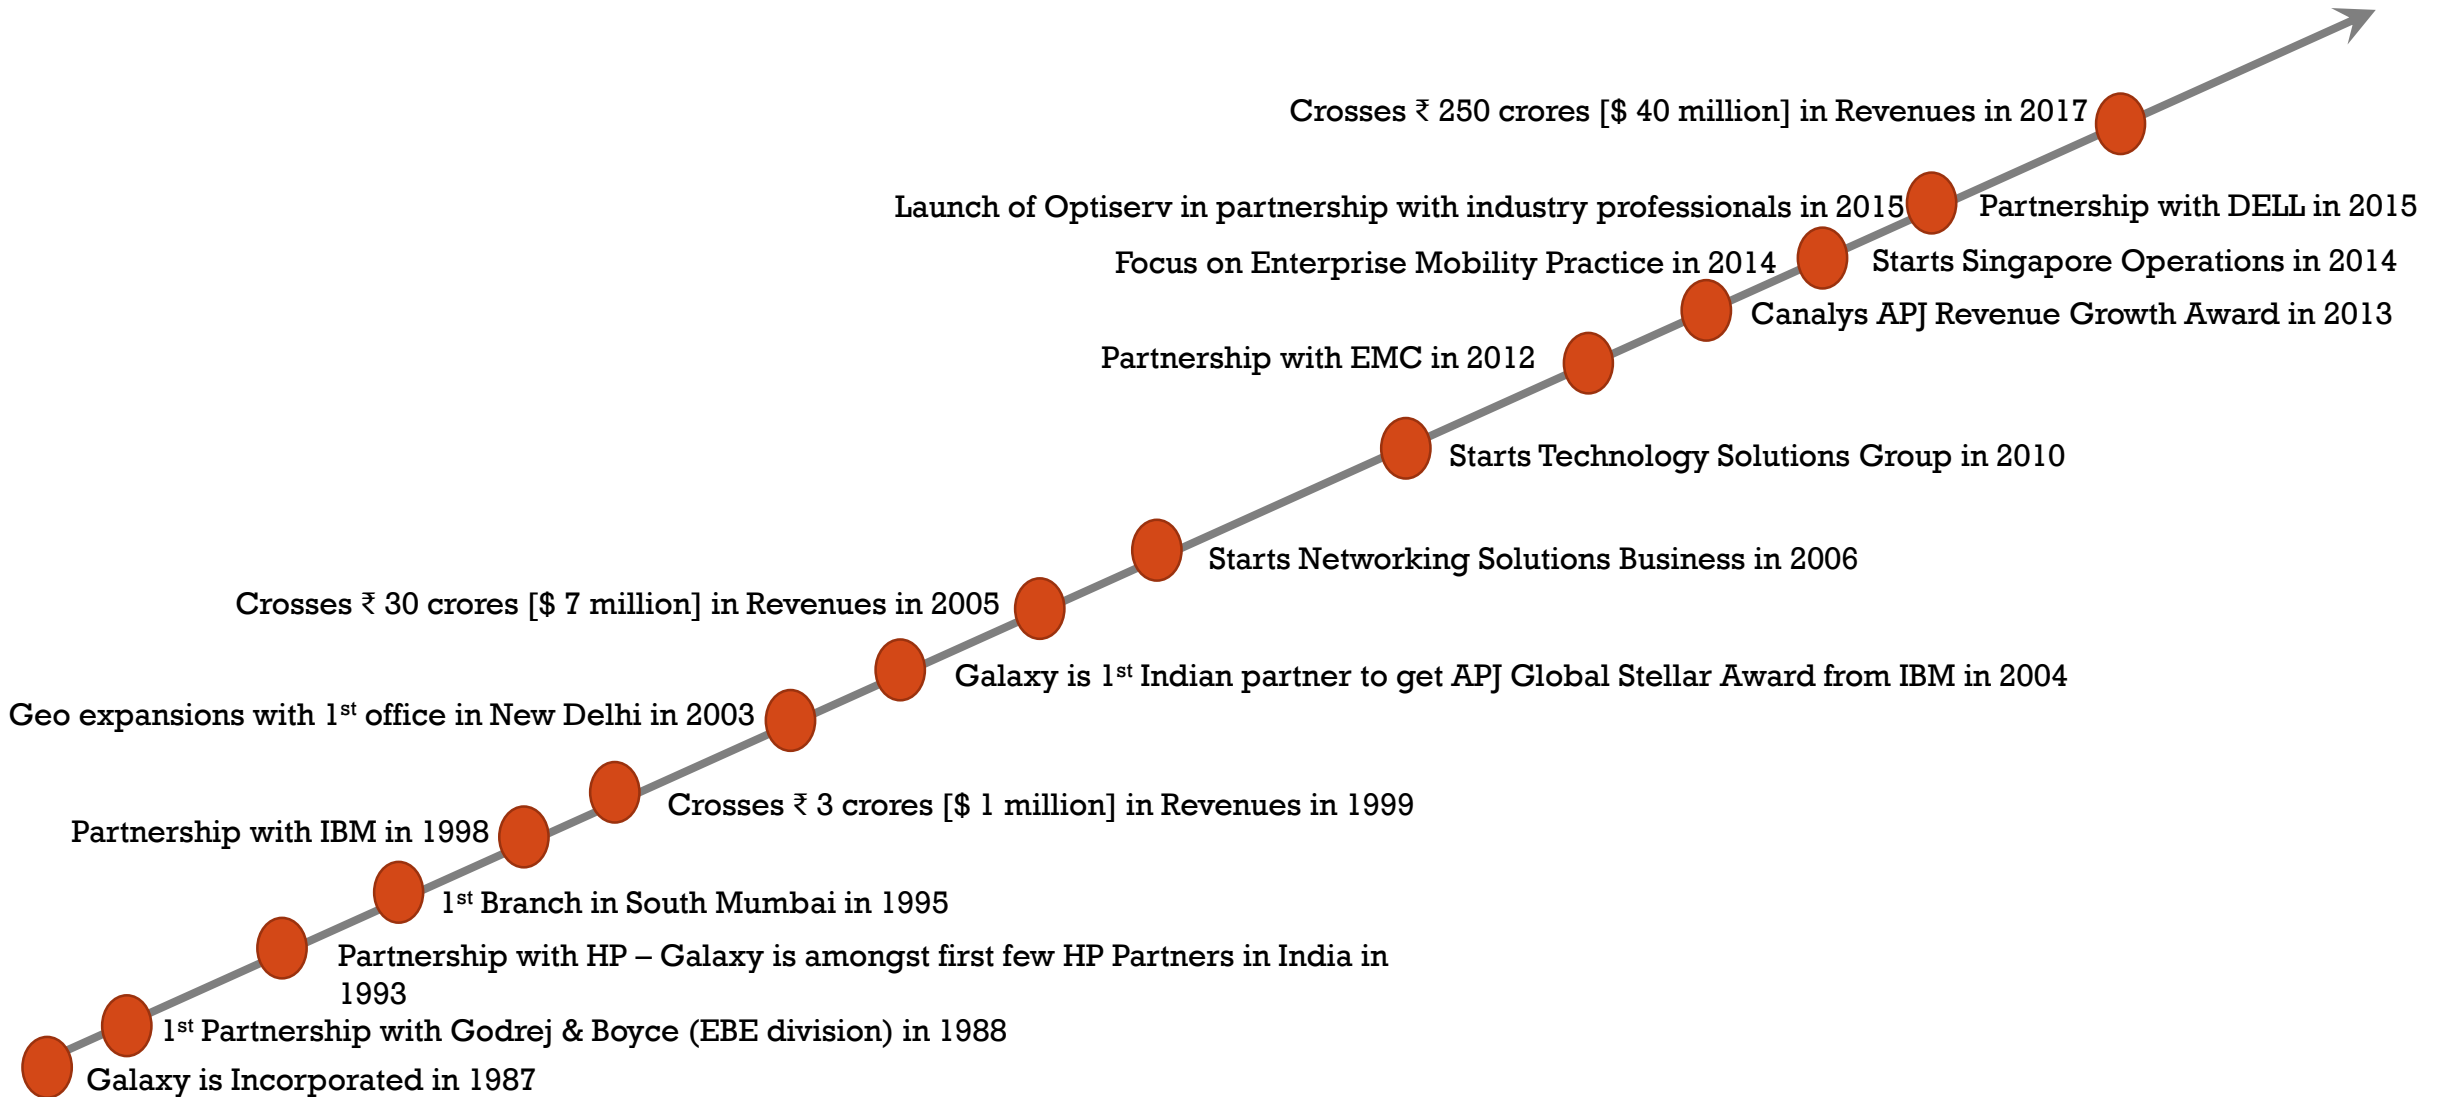 Crosses ₹ 250 crores [$ 40 million] in Revenues in 2017
Launch of Optiserv in partnership with industry professionals in 2015
Partnership with DELL in 2015
Focus on Enterprise Mobility Practice in 2014
Starts Singapore Operations in 2014
Canalys APJ Revenue Growth Award in 2013
Partnership with EMC in 2012
Starts Technology Solutions Group in 2010
Starts Networking Solutions Business in 2006
Crosses ₹ 30 crores [$ 7 million] in Revenues in 2005
Galaxy is 1st Indian partner to get APJ Global Stellar Award from IBM in 2004
Geo expansions with 1st office in New Delhi in 2003
Crosses ₹ 3 crores [$ 1 million] in Revenues in 1999
Partnership with IBM in 1998
1st Branch in South Mumbai in 1995
Partnership with HP – Galaxy is amongst first few HP Partners in India in
1993
1st Partnership with Godrej & Boyce (EBE division) in 1988
Galaxy is Incorporated in 1987